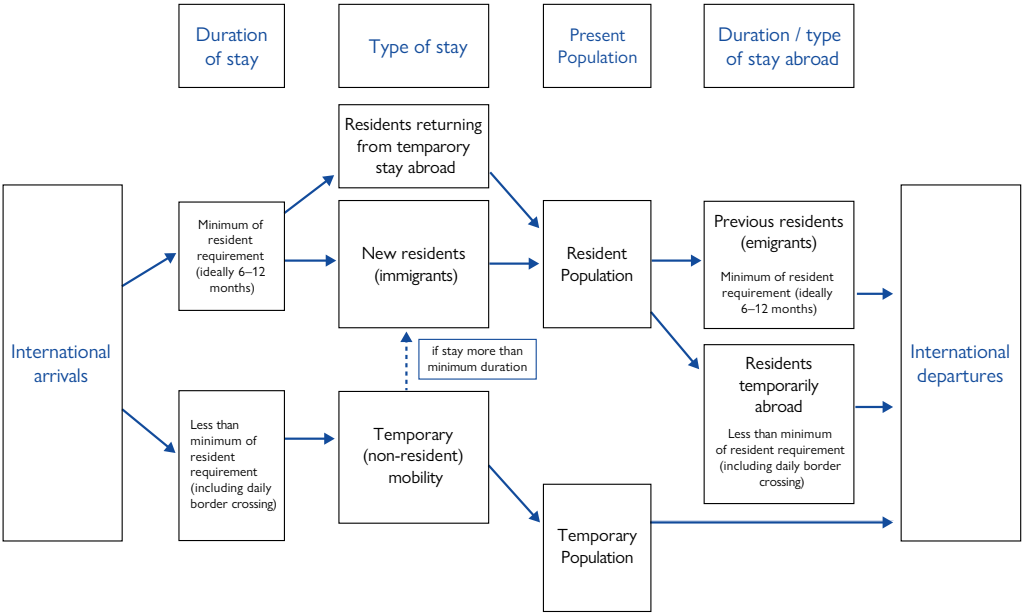 Duration
of stay
Type of stay
Present
Population
Duration / type
of stay abroad
International
arrivals
Minimum of
resident
requirement
(ideally 6–12
months)
Less than
minimum of
resident
requirement
(including daily
border crossing)
Residents returning
from temparory
stay abroad
New residents
(immigrants)
if stay more than
minimum duration
Temporary
(non-resident)
mobility
Resident
Population
Temporary
Population
Previous residents
(emigrants)
Minimum of resident
requirement (ideally
6–12 months)
Residents
temporarily
abroad
Less than minimum
of resident requirement
(including daily border
crossing)
International
departures